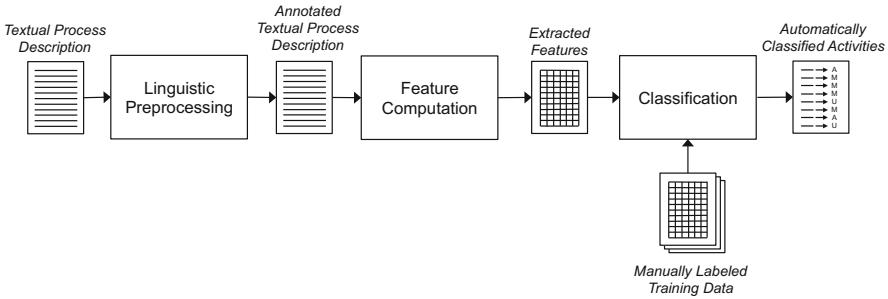 Textual Process
Description
Linguistic
Preprocessing
Annotated
Textual Process
Description
Feature
Computation
Extracted
Features
Classification
Automatically
Classified Activities
A
M
M
M
U
M
A
U
Manually Labeled
Training Data